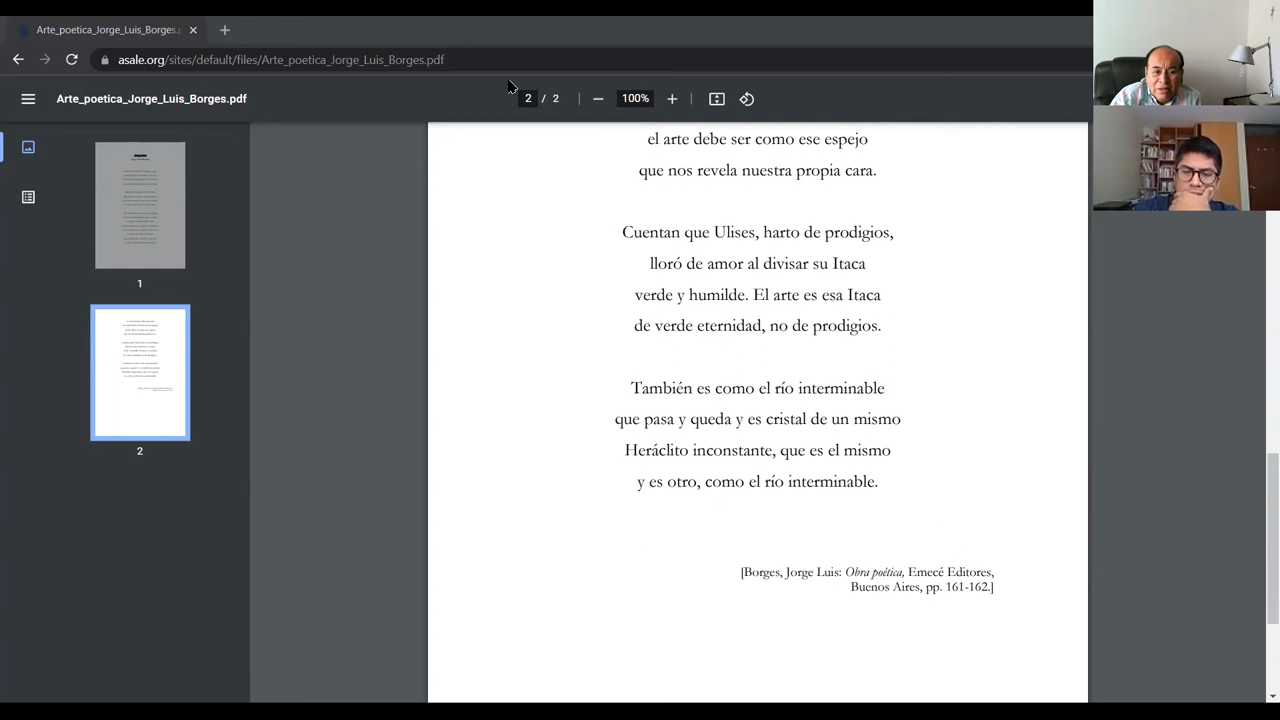 Arte_poetica_Jorge_Luis_Borges.
asale.org/sites/default/files/Arte_poetica_Jorge_Luis_Borges.pdf
Arte_poetica_Jorge_Luis_Borges.pdf
2 / 2
100%
el arte debe ser como ese espejo
que nos revela nuestra propia cara.
Cuentan que Ulises, harto de prodigios,
lloró de amor al divisar su Itaca
verde y humilde. El arte es esa Itaca
de verde eternidad, no de prodigios.
También es como el río interminable
que pasa y queda y es cristal de un mismo
Heráclito inconstante, que es el mismo
y es otro, como el río interminable.
[Borges, Jorge Luis: Obra poética, Emecé Editores,
Buenos Aires, pp. 161-162.]
1
2